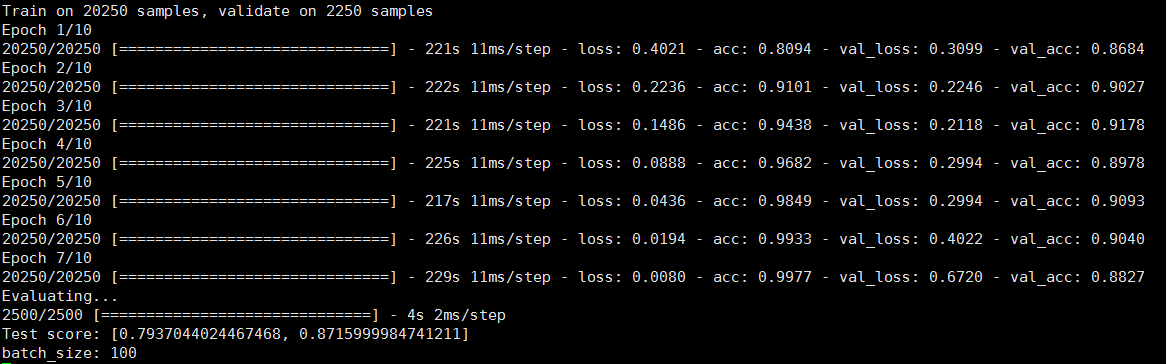 Train on 20250 samples, validate on 2250 samples
Epoch 1/10
20250/20250 [==============================] - 221s 11ms/step - loss: 0.4021 - acc: 0.8094 - val_loss: 0.3099 - val_acc: 0.8684
Epoch 2/10
20250/20250 [==============================] - 222s 11ms/step - loss: 0.2236 - acc: 0.9101 - val_loss: 0.2246 - val_acc: 0.9027
Epoch 3/10
20250/20250 [==============================] - 221s 11ms/step - loss: 0.1486 - acc: 0.9438 - val_loss: 0.2118 - val_acc: 0.9178
Epoch 4/10
20250/20250 [==============================] - 225s 11ms/step - loss: 0.0888 - acc: 0.9682 - val_loss: 0.2994 - val_acc: 0.8978
Epoch 5/10
20250/20250 [==============================] - 217s 11ms/step - loss: 0.0436 - acc: 0.9849 - val_loss: 0.2994 - val_acc: 0.9093
Epoch 6/10
20250/20250 [==============================] - 226s 11ms/step - loss: 0.0194 - acc: 0.9933 - val_loss: 0.4022 - val_acc: 0.9040
Epoch 7/10
20250/20250 [==============================] - 229s 11ms/step - loss: 0.0080 - acc: 0.9977 - val_loss: 0.6720 - val_acc: 0.8827
Evaluating...
2500/2500 [==============================] - 4s 2ms/step
Test score: [0.7937044024467468, 0.8715999984741211]
batch_size: 100